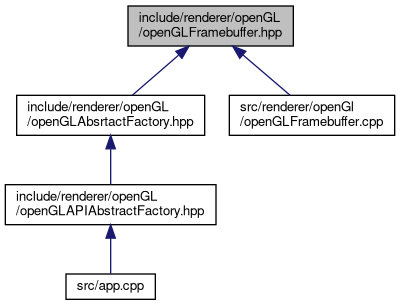 include/renderer/openGL
/openGLFramebuffer.hpp
include/renderer/openGL
/openGLAbsrtactFactory.hpp
src/renderer/openGl
/openGLFramebuffer.cpp
include/renderer/openGL
/openGLAPIAbstractFactory.hpp
src/app.cpp